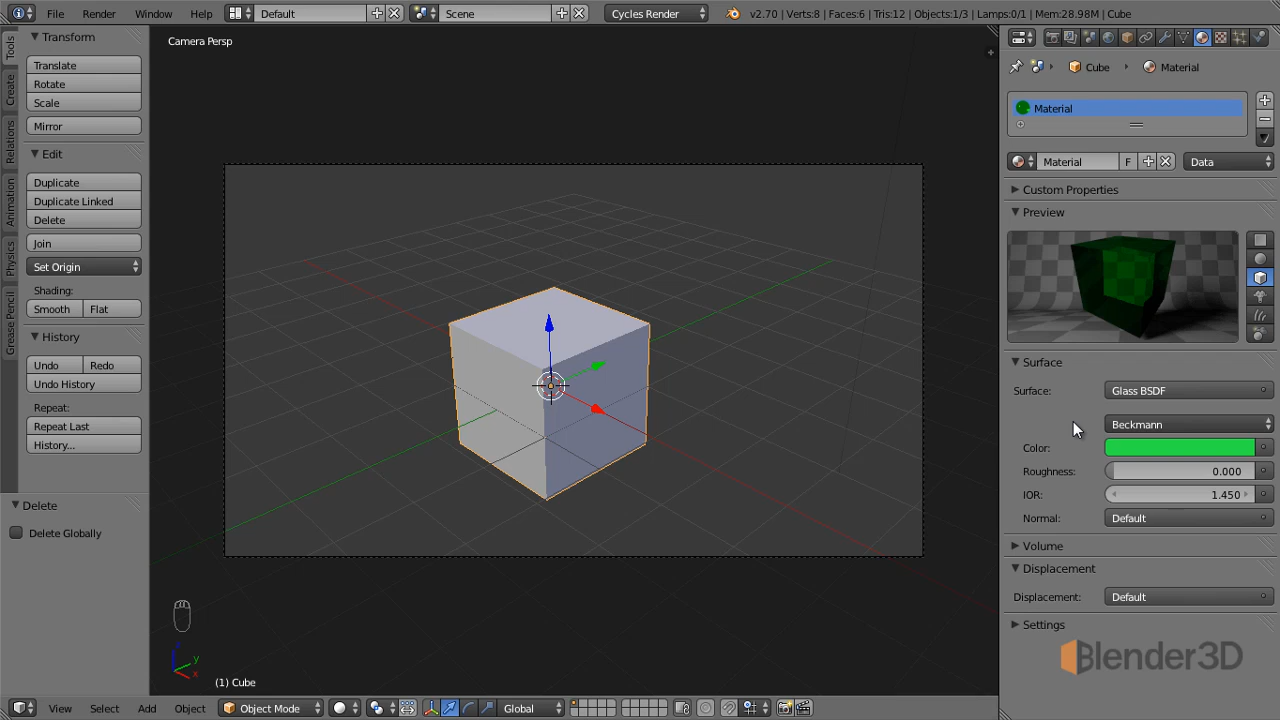 File Render Window Help Default Scene Cycles Render v2.70 | Verts:8 | Faces:6 | Tris:12 | Objects:1/3 | Lamps:0/1 | Mem:28.98M | Cube
Tools
Create
Relations
Animation
Physics
Grease Pencil
Transform
Translate
Rotate
Scale
Mirror
Edit
Duplicate
Duplicate Linked
Delete
Join
Set Origin
Shading:
Smooth Flat
History
Undo Redo
Undo History
Repeat:
Repeat Last
History...
Delete
Delete Globally
Camera Persp
z
y
x
(1) Cube
View Select Add Object Object Mode Global
Cube Material
Material
Material F Data
Custom Properties
Preview
Surface
Surface: Glass BSDF
Beckmann
Color:
Roughness: 0.000
IOR: 1.450
Normal: Default
Volume
Displacement
Displacement: Default
Settings
Blender3D